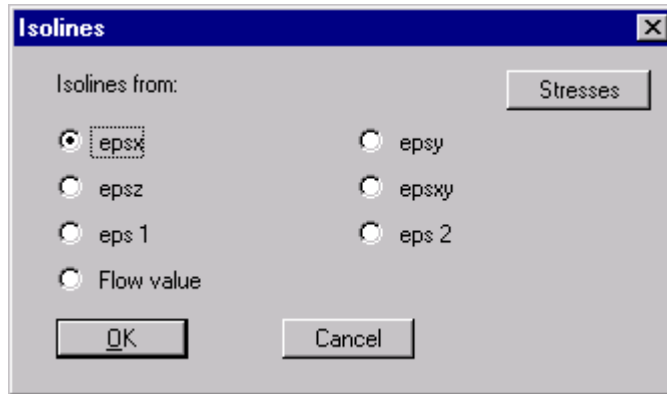 Isolines
Isolines from:
Stresses
epsx
epsy
epsz
epsxy
eps 1
eps 2
Flow value
OK
Cancel